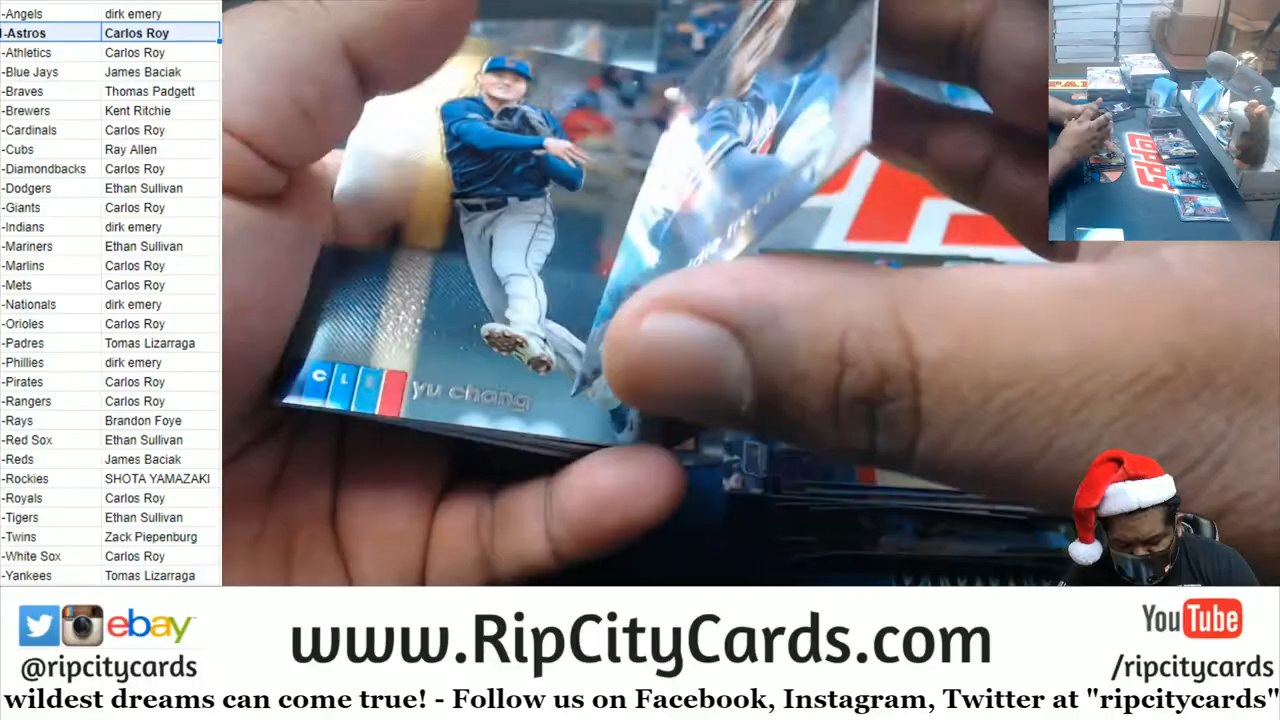 -Angels dirk emery
-Astros Carlos Roy
-Athletics Carlos Roy
-Blue Jays James Baciak
-Braves Thomas Padgett
-Brewers Kent Ritchie
-Cardinals Carlos Roy
-Cubs Ray Allen
-Diamondbacks Carlos Roy
-Dodgers Ethan Sullivan
-Giants Carlos Roy
-Indians dirk emery
-Mariners Ethan Sullivan
-Marlins Carlos Roy
-Mets Carlos Roy
-Nationals dirk emery
-Orioles Carlos Roy
-Padres Tomas Lizarraga
-Phillies dirk emery
-Pirates Carlos Roy
-Rangers Carlos Roy
-Rays Brandon Foye
-Red Sox Ethan Sullivan
-Reds James Baciak
-Rockies SHOTA YAMAZAKI
-Royals Carlos Roy
-Tigers Ethan Sullivan
-Twins Zack Piepenburg
-White Sox Carlos Roy
-Yankees Tomas Lizarraga
CLE
yu chang
TOPPS
ebay
@ripcitycards
www.RipCityCards.com
YouTube
/ripcitycards
wildest dreams can come true! - Follow us on Facebook, Instagram, Twitter at "ripcitycards"